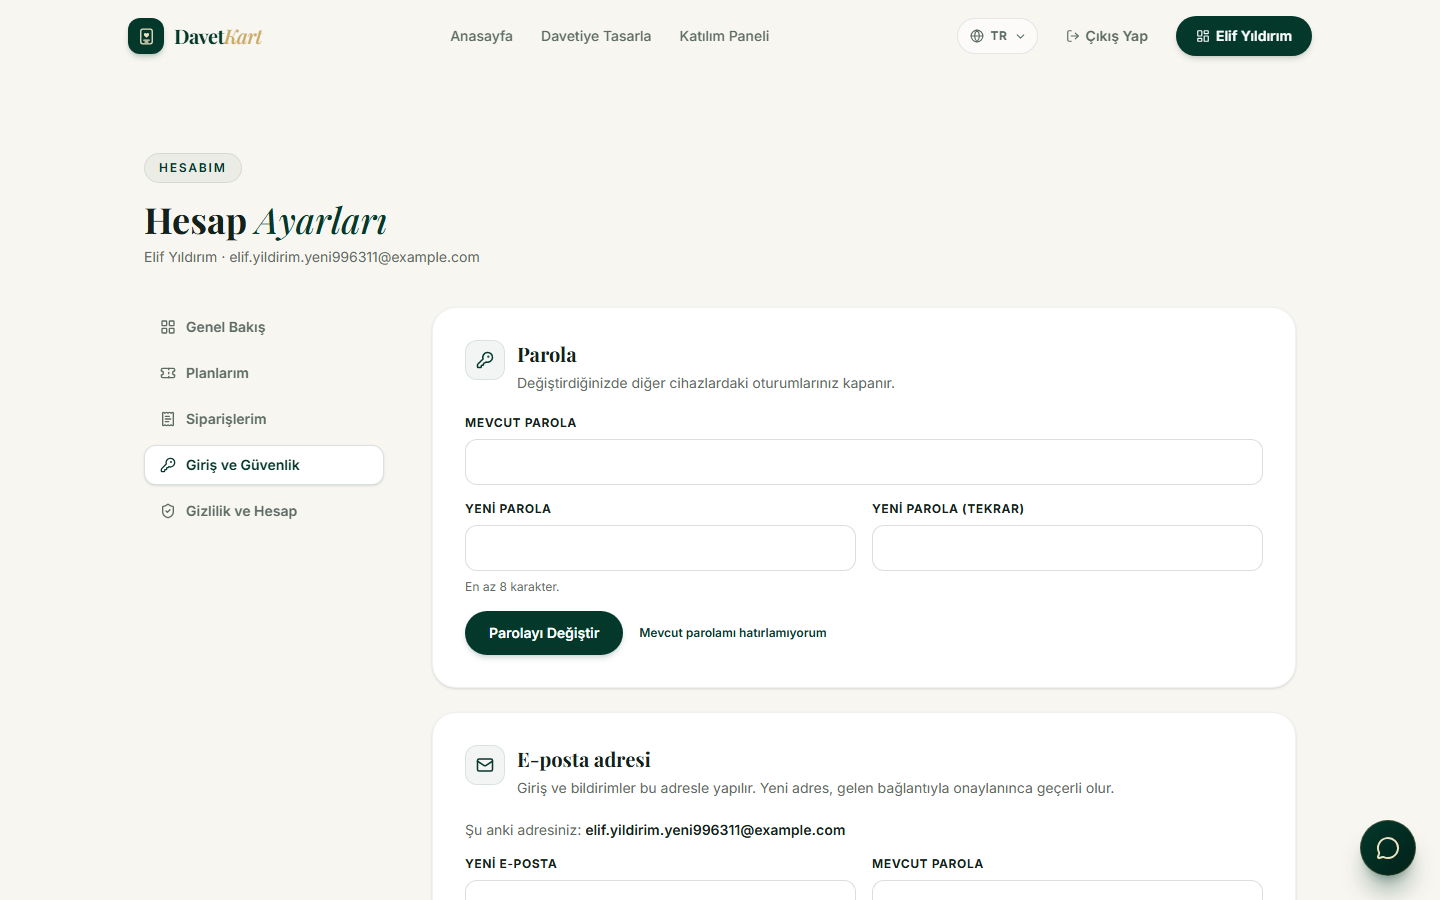 DavetKart
Anasayfa
Davetiye Tasarla
Katılım Paneli
TR
Çıkış Yap
Elif Yıldırım
HESABIM
Hesap Ayarları
Elif Yıldırım · elif.yildirim.yeni996311@example.com
Genel Bakış
Planlarım
Siparişlerim
Giriş ve Güvenlik
Gizlilik ve Hesap
Parola
Değiştirdiğinizde diğer cihazlardaki oturumlarınız kapanır.
MEVCUT PAROLA
YENİ PAROLA
YENİ PAROLA (TEKRAR)
En az 8 karakter.
Parolayı Değiştir
Mevcut parolamı hatırlamıyorum
E-posta adresi
Giriş ve bildirimler bu adresle yapılır. Yeni adres, gelen bağlantıyla onaylanınca geçerli olur.
Şu anki adresiniz: elif.yildirim.yeni996311@example.com
YENİ E-POSTA
MEVCUT PAROLA